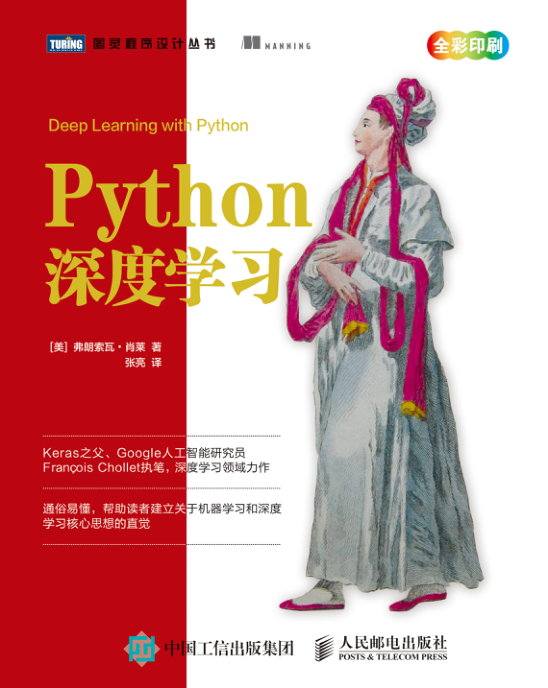 TURING 图灵程序设计丛书 MANNING 全彩印刷
Deep Learning with Python
Python
深度学习
[美] 弗朗索瓦·肖莱 著
张亮 译
Keras之父、Google人工智能研究员
François Chollet执笔，深度学习领域力作
通俗易懂，帮助读者建立关于机器学习和深度
学习核心思想的直觉
中国工信出版集团 人民邮电出版社
POSTS & TELECOM PRESS